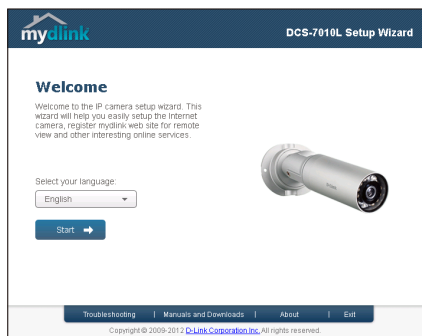 mydlink
DCS-7010L Setup Wizard
Welcome
Welcome to the IP camera setup wizard. This
wizard will help you easily setup the Internet
camera, register mydlink web site for remote
view and other interesting online services.
Select your language:
English
Start
Troubleshooting | Manuals and Downloads | About | Exit
Copyright © 2009-2012 D-Link Corporation Inc. All rights reserved.